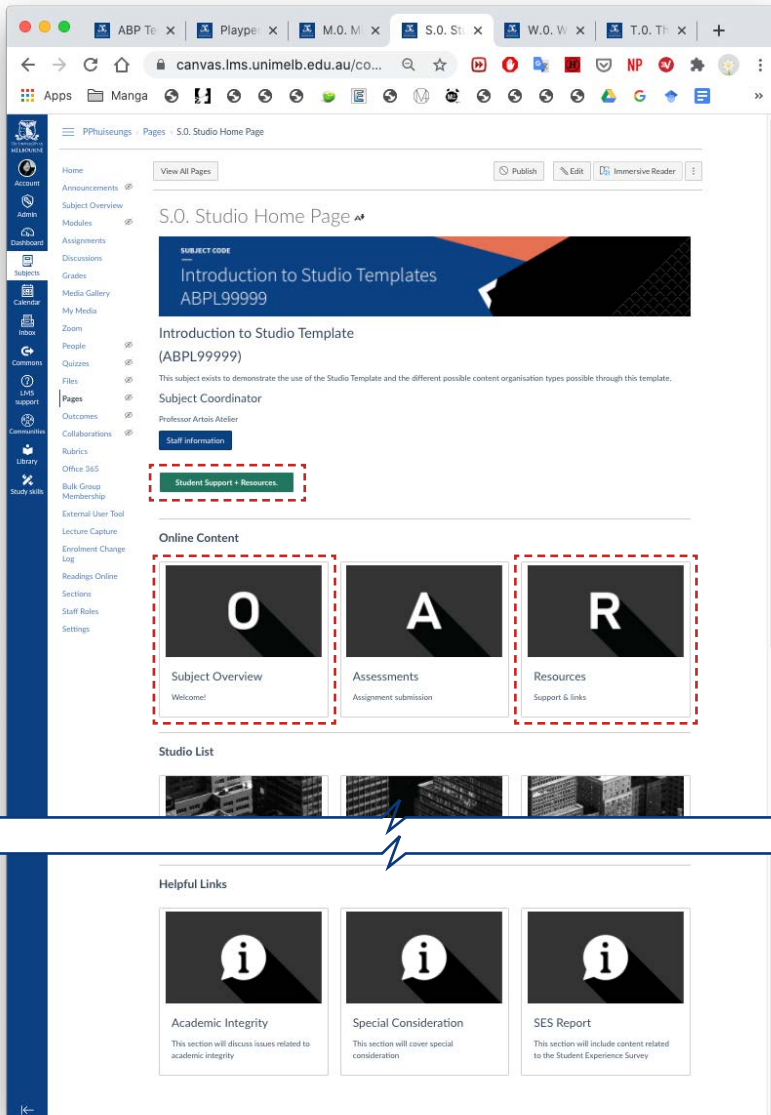 ABP Te
Plaype
M.0. M
S.0. Stu
W.0. W
T.0. Th
canvas.lms.unimelb.edu.au/co...
NP
Apps
Manga
»
PPhuiseungs › Pages › S.0. Studio Home Page
MELBOURNE
Account
Admin
Dashboard
Subjects
Calendar
Inbox
Commons
LMS
support
Communities
Library
Study skills
Home
Announcements
Subject Overview
Modules
Assignments
Discussions
Grades
Media Gallery
My Media
Zoom
People
Quizzes
Files
Pages
Outcomes
Collaborations
Rubrics
Office 365
Bulk Group
Membership
External User Tool
Lecture Capture
Enrolment Change
Log
Readings Online
Sections
Staff Roles
Settings
View All Pages
Publish
Edit
Immersive Reader
S.0. Studio Home Page
SUBJECT CODE
Introduction to Studio Templates
ABPL99999
Introduction to Studio Template
(ABPL99999)
This subject exists to demonstrate the use of the Studio Template and the different possible content organisation types possible through this template.
Subject Coordinator
Professor Artois Atelier
Staff information
Student Support + Resources.
Online Content
O
Subject Overview
Welcome!
A
Assessments
Assignment submission
R
Resources
Support & links
Studio List
Helpful Links
i
Academic Integrity
This section will discuss issues related to
academic integrity
i
Special Consideration
This section will cover special
consideration
i
SES Report
This section will include content related
to the Student Experience Survey